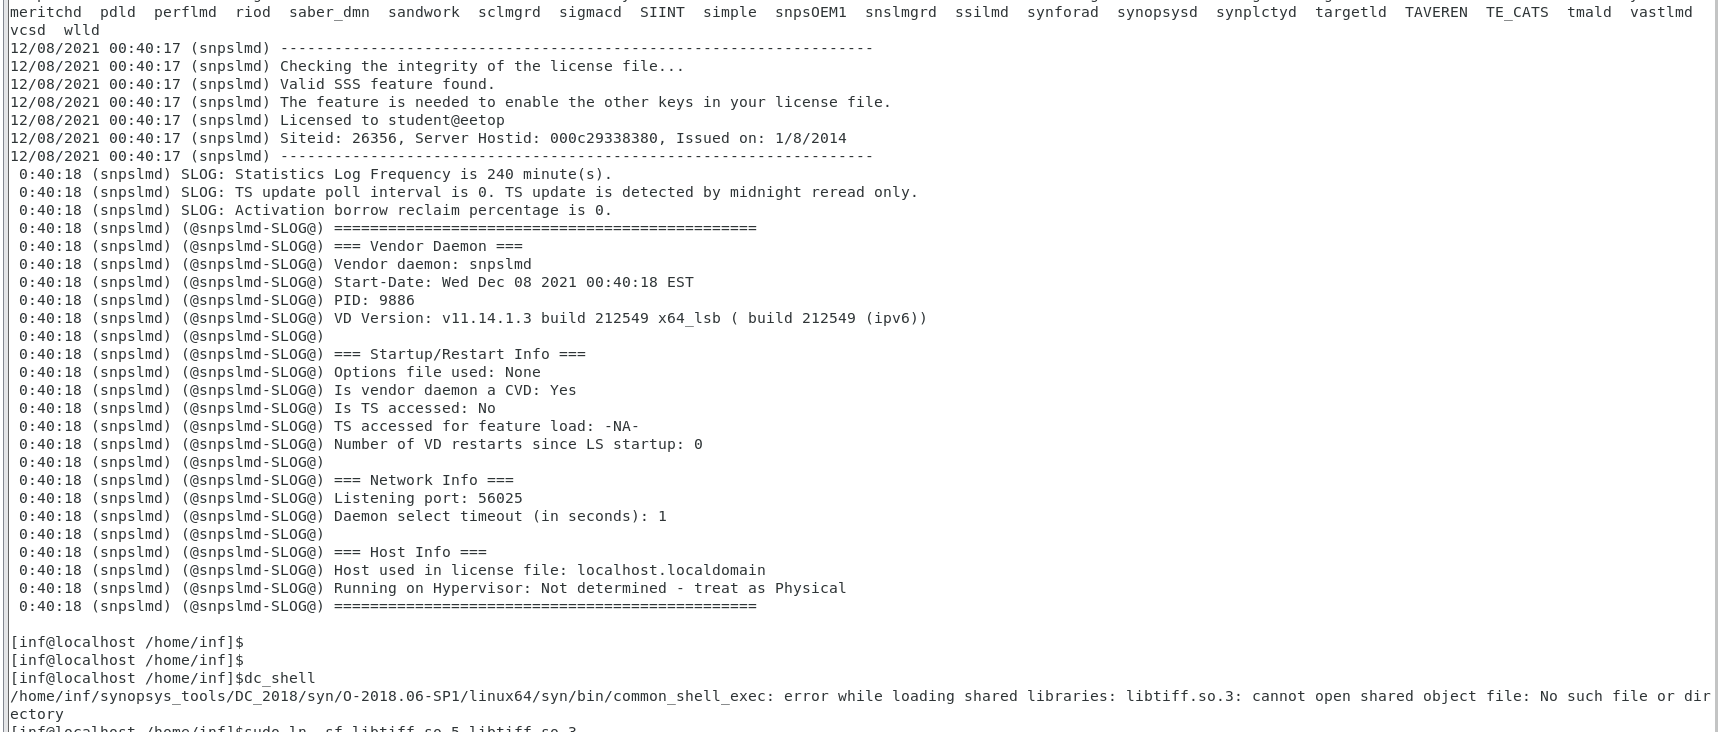 meritchd  pdld  perflmd  riod  saber_dmn  sandwork  sclmgrd  sigmacd  SIINT  simple  snpsOEM1  snslmgrd  ssilmd  synforad  synopsysd  synplctyd  targetld  TAVEREN  TE_CATS  tmald  vastlmd
vcsd  wlld
12/08/2021 00:40:17 (snpslmd) ------------------------------------------------------------------
12/08/2021 00:40:17 (snpslmd) Checking the integrity of the license file...
12/08/2021 00:40:17 (snpslmd) Valid SSS feature found.
12/08/2021 00:40:17 (snpslmd) The feature is needed to enable the other keys in your license file.
12/08/2021 00:40:17 (snpslmd) Licensed to student@eetop
12/08/2021 00:40:17 (snpslmd) Siteid: 26356, Server Hostid: 000c29338380, Issued on: 1/8/2014
12/08/2021 00:40:17 (snpslmd) ------------------------------------------------------------------
 0:40:18 (snpslmd) SLOG: Statistics Log Frequency is 240 minute(s).
 0:40:18 (snpslmd) SLOG: TS update poll interval is 0. TS update is detected by midnight reread only.
 0:40:18 (snpslmd) SLOG: Activation borrow reclaim percentage is 0.
 0:40:18 (snpslmd) (@snpslmd-SLOG@) ===============================================
 0:40:18 (snpslmd) (@snpslmd-SLOG@) === Vendor Daemon ===
 0:40:18 (snpslmd) (@snpslmd-SLOG@) Vendor daemon: snpslmd
 0:40:18 (snpslmd) (@snpslmd-SLOG@) Start-Date: Wed Dec 08 2021 00:40:18 EST
 0:40:18 (snpslmd) (@snpslmd-SLOG@) PID: 9886
 0:40:18 (snpslmd) (@snpslmd-SLOG@) VD Version: v11.14.1.3 build 212549 x64_lsb ( build 212549 (ipv6))
 0:40:18 (snpslmd) (@snpslmd-SLOG@)
 0:40:18 (snpslmd) (@snpslmd-SLOG@) === Startup/Restart Info ===
 0:40:18 (snpslmd) (@snpslmd-SLOG@) Options file used: None
 0:40:18 (snpslmd) (@snpslmd-SLOG@) Is vendor daemon a CVD: Yes
 0:40:18 (snpslmd) (@snpslmd-SLOG@) Is TS accessed: No
 0:40:18 (snpslmd) (@snpslmd-SLOG@) TS accessed for feature load: -NA-
 0:40:18 (snpslmd) (@snpslmd-SLOG@) Number of VD restarts since LS startup: 0
 0:40:18 (snpslmd) (@snpslmd-SLOG@)
 0:40:18 (snpslmd) (@snpslmd-SLOG@) === Network Info ===
 0:40:18 (snpslmd) (@snpslmd-SLOG@) Listening port: 56025
 0:40:18 (snpslmd) (@snpslmd-SLOG@) Daemon select timeout (in seconds): 1
 0:40:18 (snpslmd) (@snpslmd-SLOG@)
 0:40:18 (snpslmd) (@snpslmd-SLOG@) === Host Info ===
 0:40:18 (snpslmd) (@snpslmd-SLOG@) Host used in license file: localhost.localdomain
 0:40:18 (snpslmd) (@snpslmd-SLOG@) Running on Hypervisor: Not determined - treat as Physical
 0:40:18 (snpslmd) (@snpslmd-SLOG@) ===============================================
[inf@localhost /home/inf]$
[inf@localhost /home/inf]$
[inf@localhost /home/inf]$dc_shell
/home/inf/synopsys_tools/DC_2018/syn/O-2018.06-SP1/linux64/syn/bin/common_shell_exec: error while loading shared libraries: libtiff.so.3: cannot open shared object file: No such file or dir
ectory
[inf@localhost /home/inf]$sudo ln -sf libtiff.so.5 libtiff.so.3